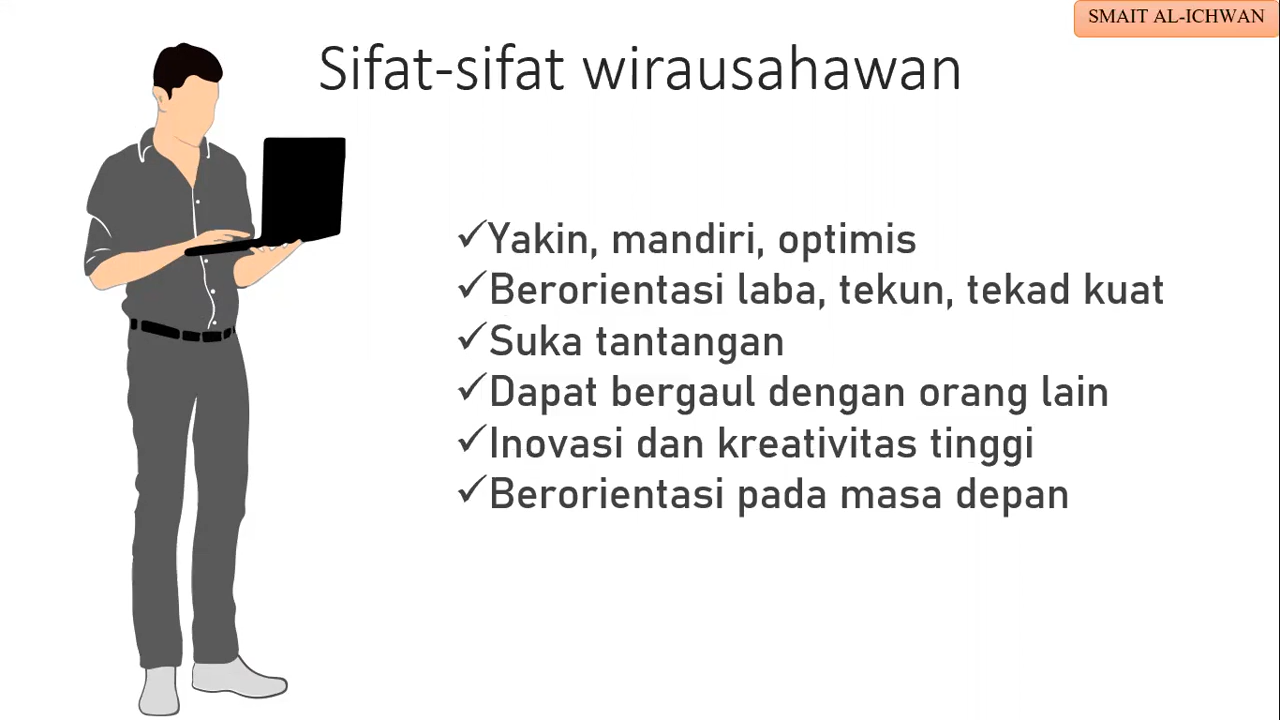 SMAIT AL-ICHWAN
Sifat-sifat wirausahawan
✓Yakin, mandiri, optimis
✓Berorientasi laba, tekun, tekad kuat
✓Suka tantangan
✓Dapat bergaul dengan orang lain
✓Inovasi dan kreativitas tinggi
✓Berorientasi pada masa depan